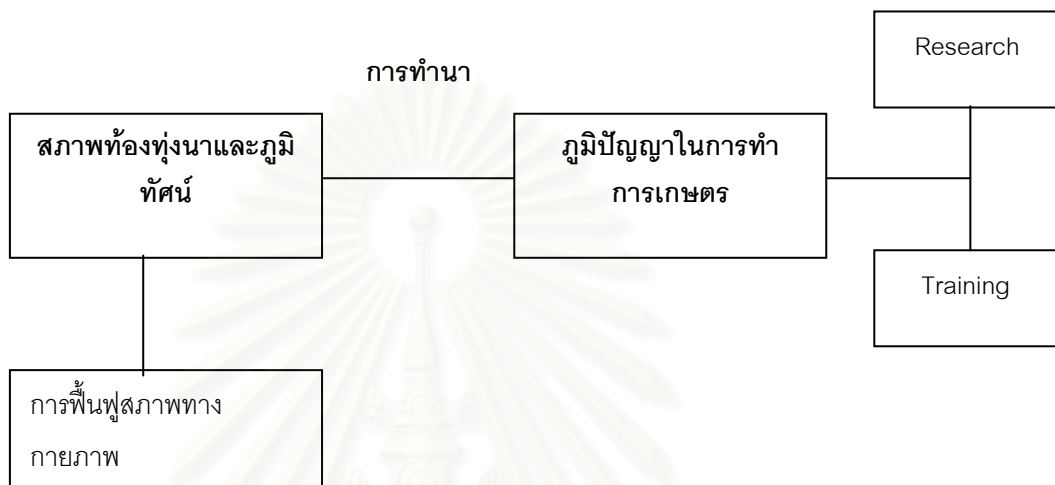 Research
การทำนา
สภาพท้องทุ่งนาและภูมิ
ทัศน์
ภูมิปัญญาในการทำ
การเกษตร
Training
การฟื้นฟูสภาพทาง
กายภาพ